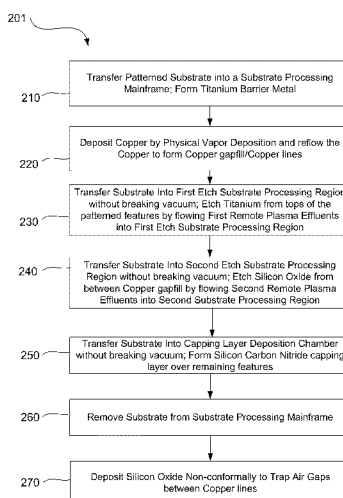 201
210
Transfer Patterned Substrate into a Substrate Processing
Mainframe; Form Titanium Barrier Metal
220
Deposit Copper by Physical Vapor Deposition and reflow the
Copper to form Copper gapfill/Copper lines
230
Transfer Substrate Into First Etch Substrate Processing Region
without breaking vacuum; Etch Titanium from tops of the
patterned features by flowing First Remote Plasma Effluents
into First Etch Substrate Processing Region
240
Transfer Substrate Into Second Etch Substrate Processing
Region without breaking vacuum; Etch Silicon Oxide from
between Copper gapfill by flowing Second Remote Plasma
Effluents into Second Substrate Processing Region
250
Transfer Substrate Into Capping Layer Deposition Chamber
without breaking vacuum; Form Silicon Carbon Nitride capping
layer over remaining features
260
Remove Substrate from Substrate Processing Mainframe
270
Deposit Silicon Oxide Non-conformally to Trap Air Gaps
between Copper lines